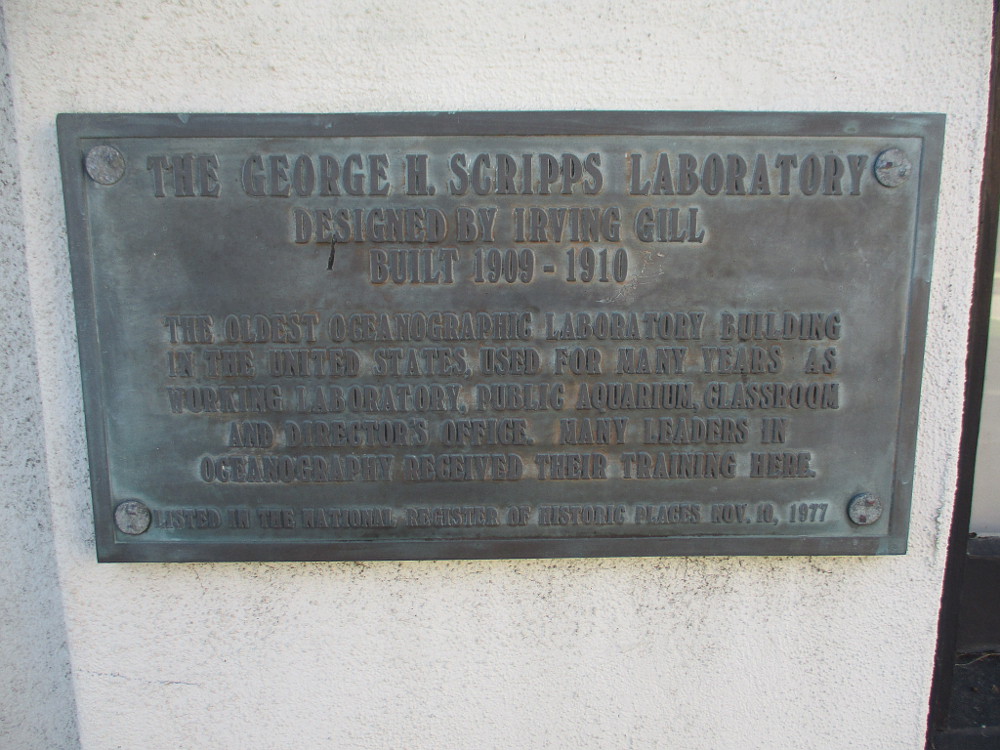 THE GEORGE H. SCRIPPS LABORATORY
DESIGNED BY IRVING GILL
BUILT 1909 - 1910
THE OLDEST OCEANOGRAPHIC LABORATORY BUILDING
IN THE UNITED STATES, USED FOR MANY YEARS AS
WORKING LABORATORY, PUBLIC AQUARIUM, CLASSROOM
AND DIRECTOR'S OFFICE. MANY LEADERS IN
OCEANOGRAPHY RECEIVED THEIR TRAINING HERE.
LISTED IN THE NATIONAL REGISTER OF HISTORIC PLACES NOV. 10, 1977